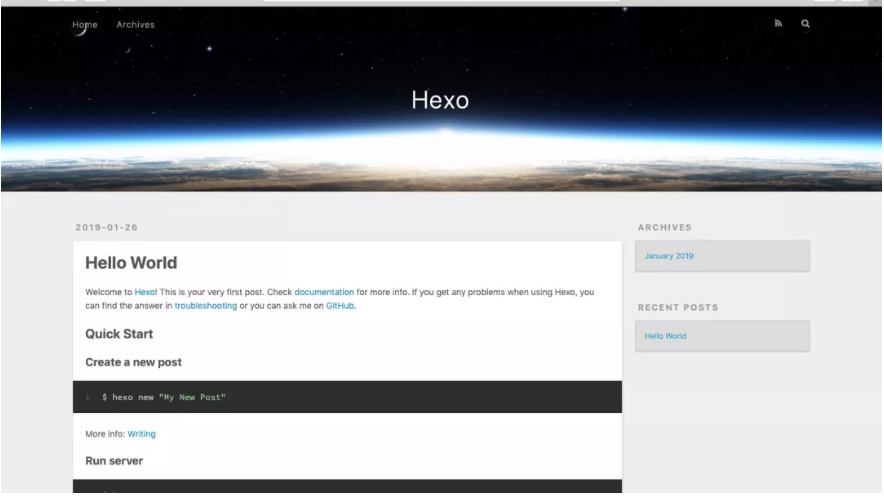 Home Archives
Hexo
2019-01-26
Hello World
Welcome to Hexo! This is your very first post. Check documentation for more info. If you get any problems when using Hexo, you
can find the answer in troubleshooting or you can ask me on GitHub.
Quick Start
Create a new post
1 $ hexo new "My New Post"
More info: Writing
Run server
ARCHIVES
January 2019
RECENT POSTS
Hello World